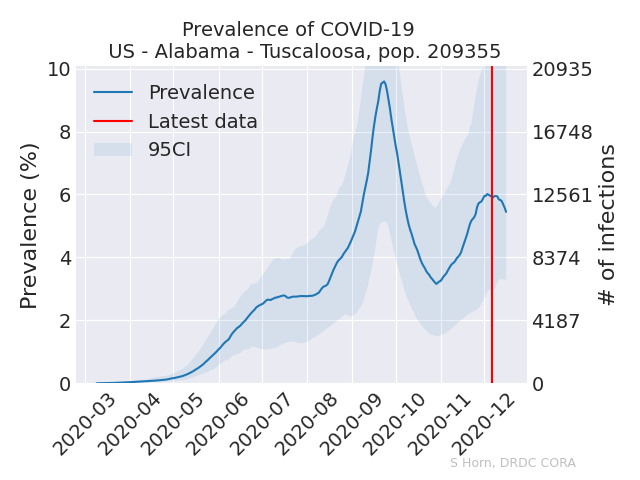 Prevalence of COVID-19
US - Alabama - Tuscaloosa, pop. 209355
Prevalence
Latest data
95CI
Prevalence (%)
10
8
6
4
2
0
20935
16748
12561
8374
4187
0
# of infections
2020-03
2020-04
2020-05
2020-06
2020-07
2020-08
2020-09
2020-10
2020-11
2020-12
S Horn, DRDC CORA